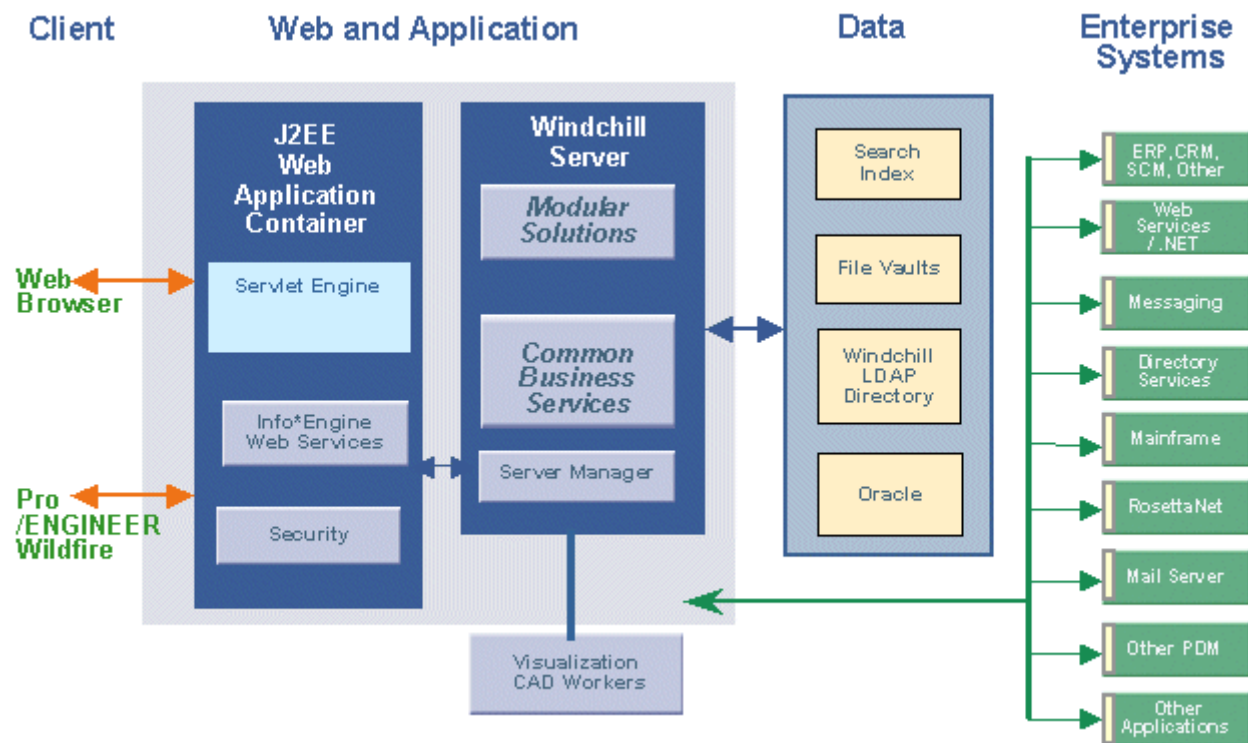 Client
Web and Application
Data
Enterprise
Systems
J2EE
Web
Application
Container
Servlet Engine
Info*Engine
Web Services
Security
Windchill
Server
Modular
Solutions
Common
Business
Services
Server Manager
Visualization
CAD Workers
Web
Browser
Pro
/ENGINEER
Wildfire
Search
Index
File Vaults
Windchill
LDAP
Directory
Oracle
ERP,CRM,
SCM, Other
Web
Services
/.NET
Messaging
Directory
Services
Mainframe
RosettaNet
Mail Server
Other PDM
Other
Applications